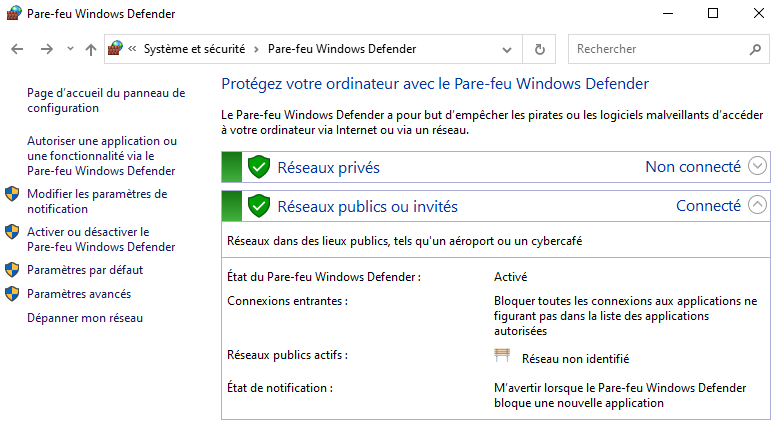 Pare-feu Windows Defender
Système et sécurité
Pare-feu Windows Defender
Rechercher
Page d'accueil du panneau de
configuration
Autoriser une application ou
une fonctionnalité via le
Pare-feu Windows Defender
Modifier les paramètres de
notification
Activer ou désactiver le
Pare-feu Windows Defender
Paramètres par défaut
Paramètres avancés
Dépanner mon réseau
Protégez votre ordinateur avec le Pare-feu Windows Defender
Le Pare-feu Windows Defender a pour but d'empêcher les pirates ou les logiciels malveillants d'accéder
à votre ordinateur via Internet ou via un réseau.
Réseaux privés Non connecté
Réseaux publics ou invités Connecté
Réseaux dans des lieux publics, tels qu'un aéroport ou un cybercafé
État du Pare-feu Windows Defender : Activé
Connexions entrantes : Bloquer toutes les connexions aux applications ne
figurant pas dans la liste des applications
autorisées
Réseaux publics actifs : Réseau non identifié
État de notification : M'avertir lorsque le Pare-feu Windows Defender
bloque une nouvelle application